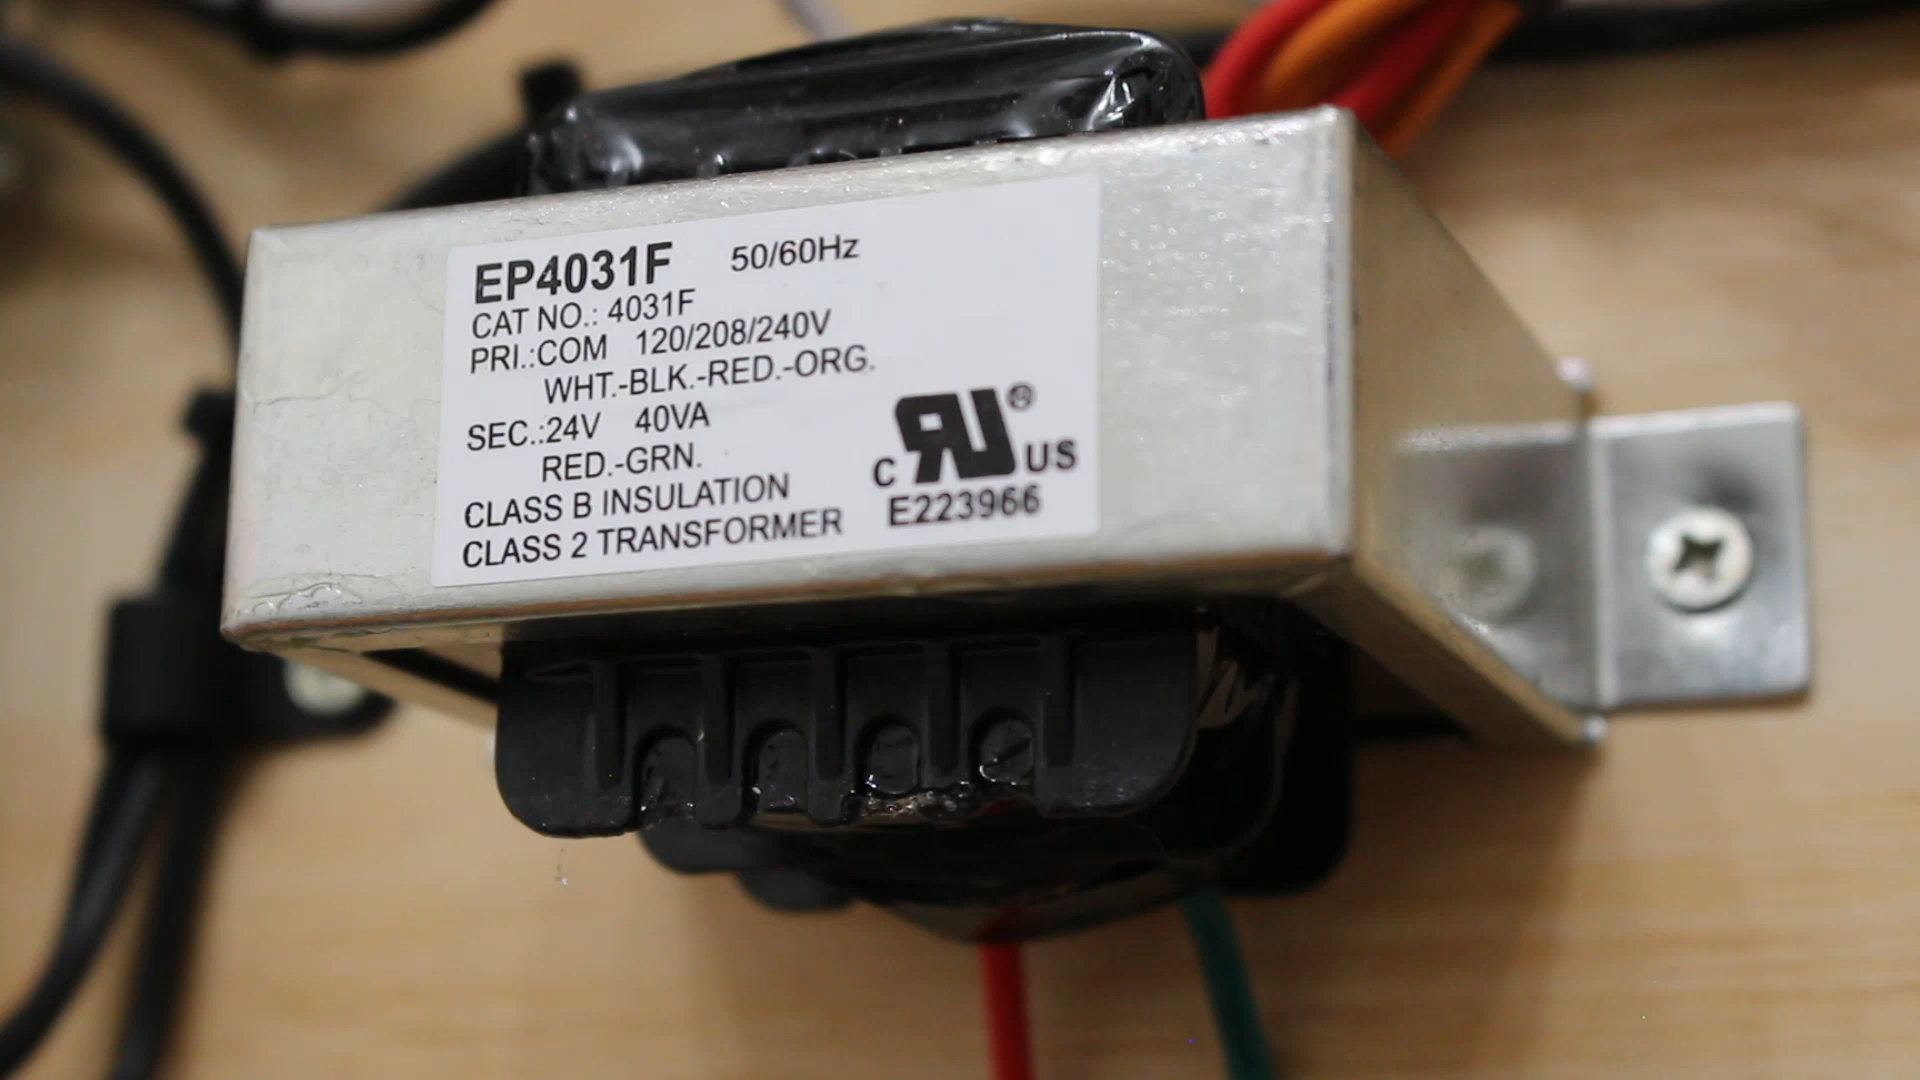 EP4031F 50/60Hz
CAT NO.: 4031F
PRI.:COM 120/208/240V
WHT.-BLK.-RED.-ORG.
SEC.:24V 40VA
RED.-GRN.
CLASS B INSULATION
CLASS 2 TRANSFORMER
C RU® US
E223966